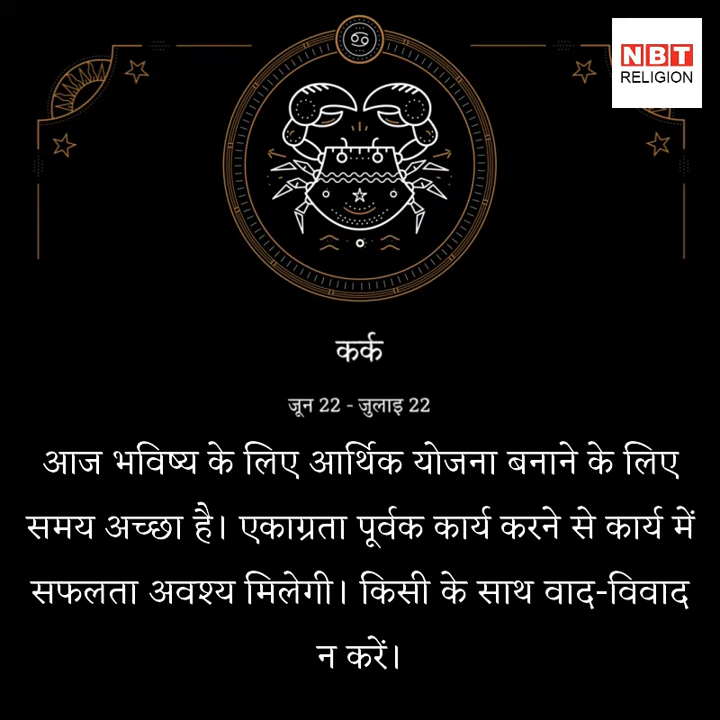 NBT
RELIGION
कर्क
जून 22 - जुलाइ 22
आज भविष्य के लिए आर्थिक योजना बनाने के लिए
समय अच्छा है। एकाग्रता पूर्वक कार्य करने से कार्य में
सफलता अवश्य मिलेगी। किसी के साथ वाद-विवाद
न करें।